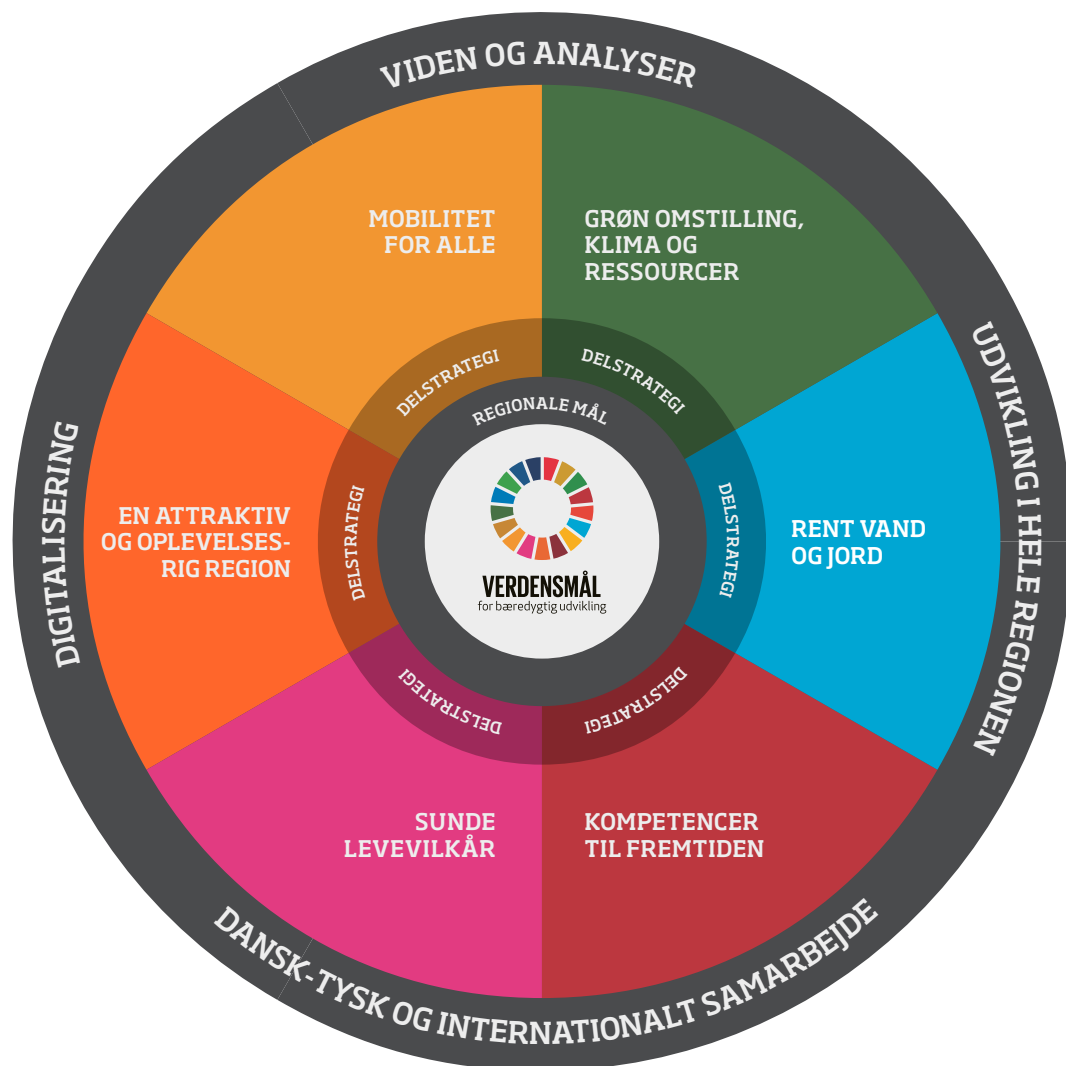 VIDEN OG ANALYSER
MOBILITET
FOR ALLE
GRØN OMSTILLING,
KLIMA OG
RESSOURCER
UDVIKLING I HELE REGIONEN
DELSTRATEGI
DELSTRATEGI
REGIONALE MÅL
DIGITALISERING
EN ATTRAKTIV
OG OPLEVELSES-
RIG REGION
DELSTRATEGI
VERDENSMÅL
for bæredygtig udvikling
DELSTRATEGI
RENT VAND
OG JORD
DELSTRATEGI
DELSTRATEGI
SUNDE
LEVEVILKÅR
KOMPETENCER
TIL FREMTIDEN
DANSK-TYSK OG INTERNATIONALT SAMARBEJDE